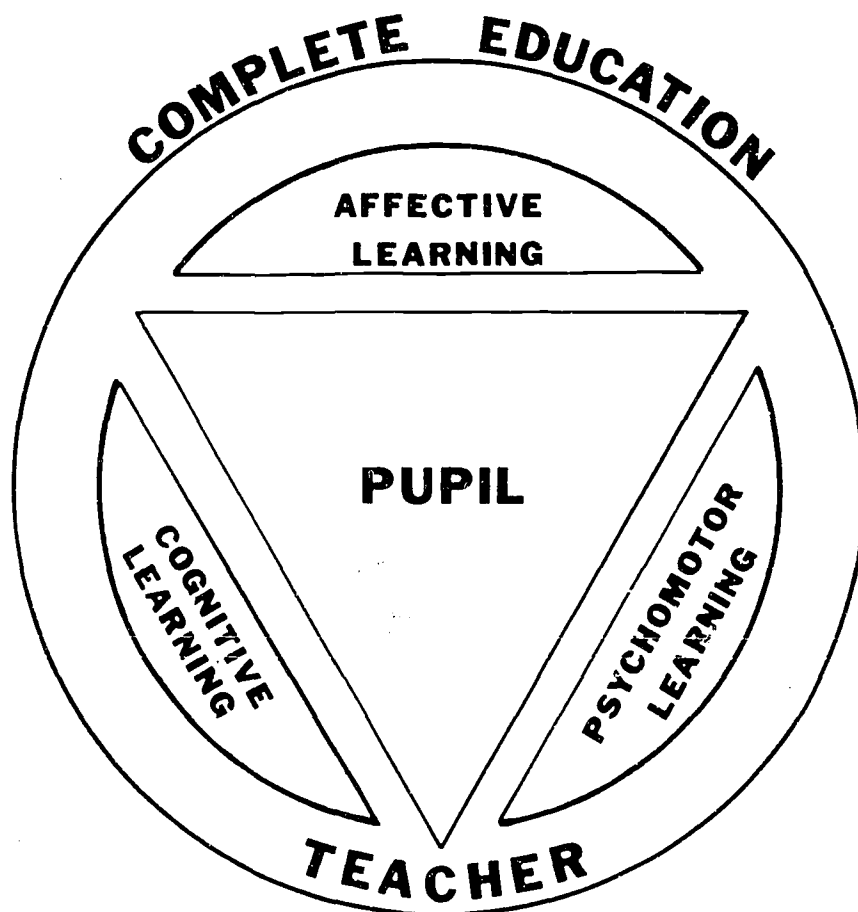 COMPLETE EDUCATION
AFFECTIVE
LEARNING
PUPIL
COGNITIVE
LEARNING
PSYCHOMOTOR
LEARNING
TEACHER